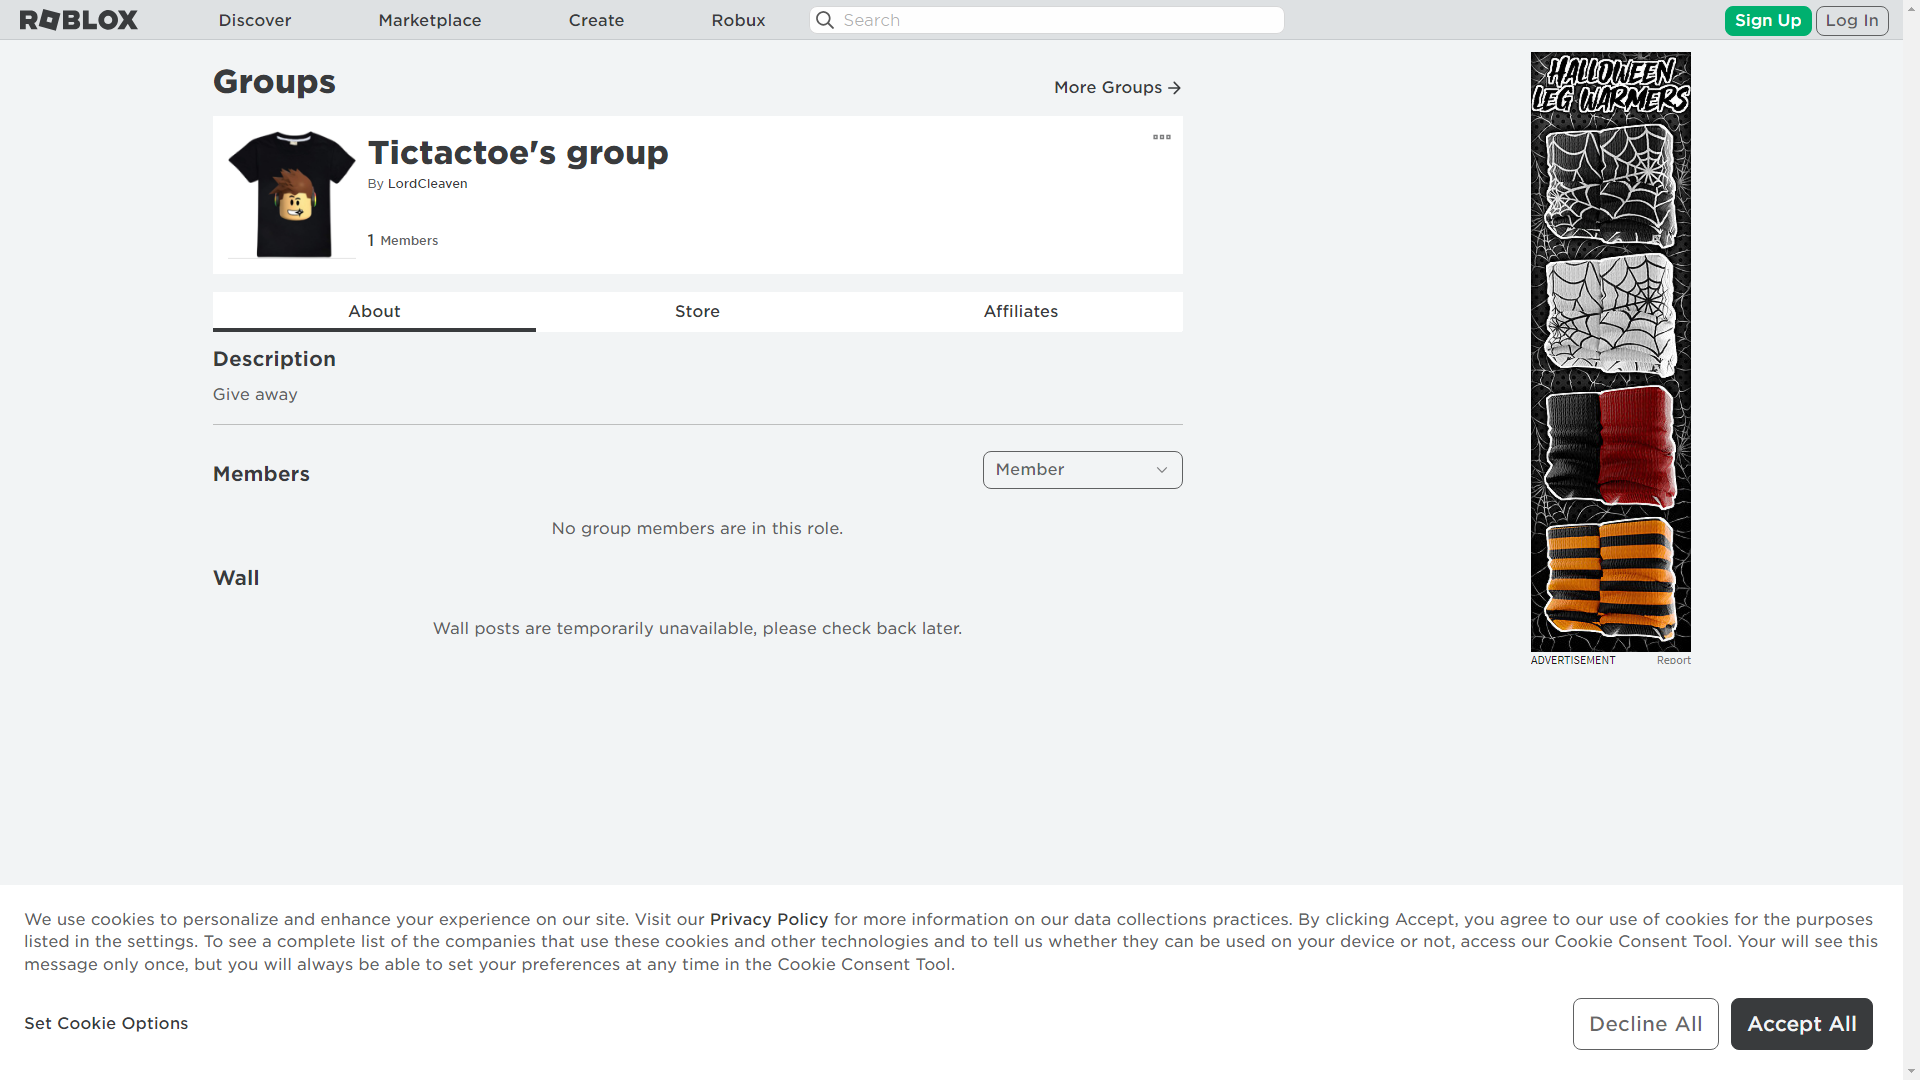 ROBLOX
Discover
Marketplace
Create
Robux
Search
Sign Up
Log In
Groups
More Groups
Tictactoe's group
By LordCleaven
1 Members
About
Store
Affiliates
Description
Give away
Members
Member
No group members are in this role.
Wall
Wall posts are temporarily unavailable, please check back later.
HALLOWEEN
LEG WARMERS
ADVERTISEMENT
Report
We use cookies to personalize and enhance your experience on our site. Visit our Privacy Policy for more information on our data collections practices. By clicking Accept, you agree to our use of cookies for the purposes
listed in the settings. To see a complete list of the companies that use these cookies and other technologies and to tell us whether they can be used on your device or not, access our Cookie Consent Tool. Your will see this
message only once, but you will always be able to set your preferences at any time in the Cookie Consent Tool.
Set Cookie Options
Decline All
Accept All